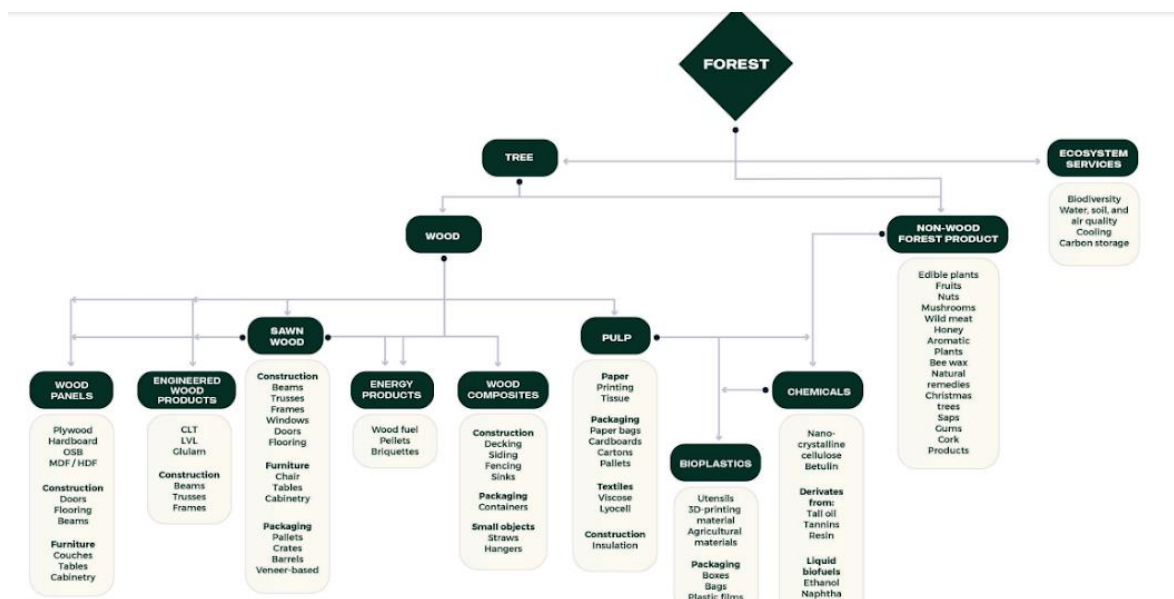 FOREST
TREE
ECOSYSTEM
SERVICES
Biodiversity
Water, soil, and
air quality
Cooling
Carbon storage
WOOD
NON-WOOD
FOREST PRODUCT
Edible plants
Fruits
Nuts
Mushrooms
Wild meat
Honey
Aromatic
Plants
Bee wax
Natural
remedies
Christmas
trees
Saps
Gums
Cork
Products
WOOD
PANELS
Plywood
Hardboard
OSB
MDF / HDF
Construction
Doors
Flooring
Beams
Furniture
Couches
Tables
Cabinetry
ENGINEERED
WOOD
PRODUCTS
CLT
LVL
Glulam
Construction
Beams
Trusses
Frames
SAWN
WOOD
Construction
Beams
Trusses
Frames
Windows
Doors
Flooring
Furniture
Chair
Tables
Cabinetry
Packaging
Pallets
Crates
Barrels
Veneer-based
ENERGY
PRODUCTS
Wood fuel
Pellets
Briquettes
WOOD
COMPOSITES
Construction
Decking
Siding
Fencing
Sinks
Packaging
Containers
Small objects
Straws
Hangers
PULP
Paper
Printing
Tissue
Packaging
Paper bags
Cardboards
Cartons
Pallets
Textiles
Viscose
Lyocell
Construction
Insulation
BIOPLASTICS
Utensils
3D-printing
material
Agricultural
materials
Packaging
Boxes
Bags
Plastic films
CHEMICALS
Nano-
crystalline
cellulose
Betulin
Derivates
from:
Tall oil
Tannins
Resin
Liquid
biofuels
Ethanol
Naphtha